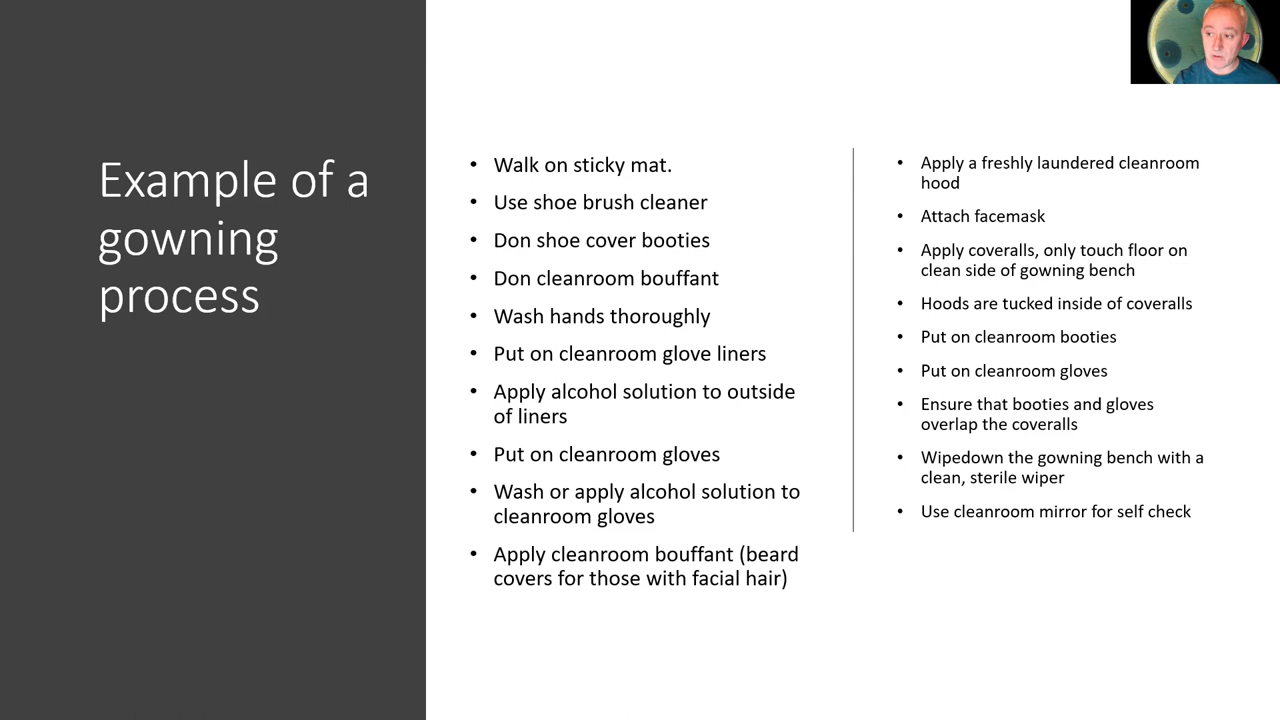 Example of a
gowning
process
• Walk on sticky mat.
• Use shoe brush cleaner
• Don shoe cover booties
• Don cleanroom bouffant
• Wash hands thoroughly
• Put on cleanroom glove liners
• Apply alcohol solution to outside
of liners
• Put on cleanroom gloves
• Wash or apply alcohol solution to
cleanroom gloves
• Apply cleanroom bouffant (beard
covers for those with facial hair)
• Apply a freshly laundered cleanroom
hood
• Attach facemask
• Apply coveralls, only touch floor on
clean side of gowning bench
• Hoods are tucked inside of coveralls
• Put on cleanroom booties
• Put on cleanroom gloves
• Ensure that booties and gloves
overlap the coveralls
• Wipedown the gowning bench with a
clean, sterile wiper
• Use cleanroom mirror for self check